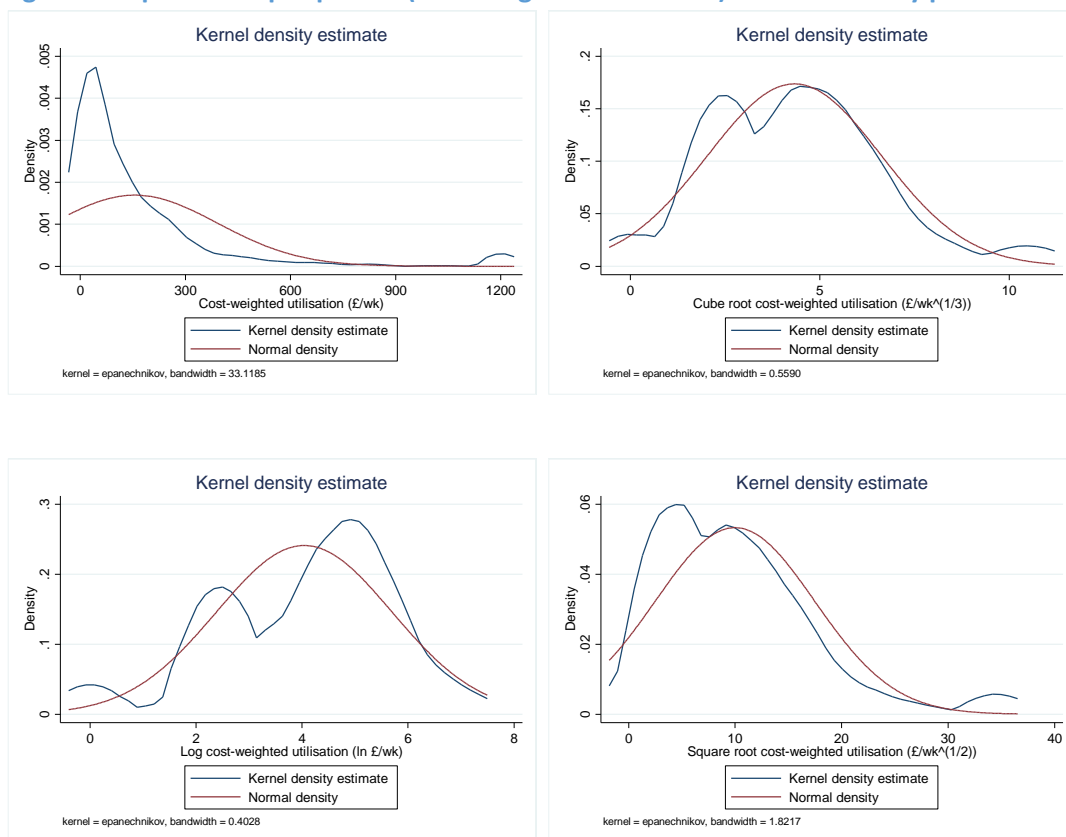 Kernel density estimate
.005
.004
.003
.002
.001
0
Density
0 300 600 900 1200
Cost-weighted utilisation (£/wk)
Kernel density estimate
Normal density
kernel = epanechnikov, bandwidth = 33.1185
Kernel density estimate
.2
.15
.1
.05
0
Density
0 5 10
Cube root cost-weighted utilisation (£/wk^(1/3))
Kernel density estimate
Normal density
kernel = epanechnikov, bandwidth = 0.5590
Kernel density estimate
.3
.2
.1
0
Density
0 2 4 6 8
Log cost-weighted utilisation (ln £/wk)
Kernel density estimate
Normal density
kernel = epanechnikov, bandwidth = 0.4028
Kernel density estimate
.06
.04
.02
0
Density
0 10 20 30 40
Square root cost-weighted utilisation (£/wk^(1/2))
Kernel density estimate
Normal density
kernel = epanechnikov, bandwidth = 1.8217